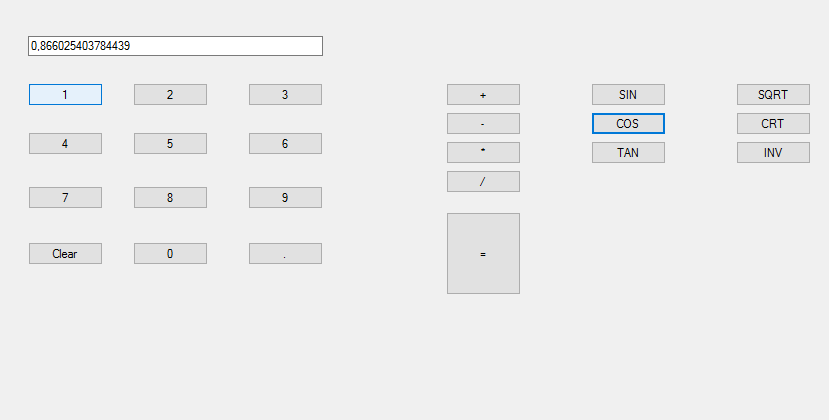 0,866025403784439
1 2 3 + SIN SQRT
- COS CRT
4 5 6 * TAN INV
/
7 8 9
Clear 0 . =